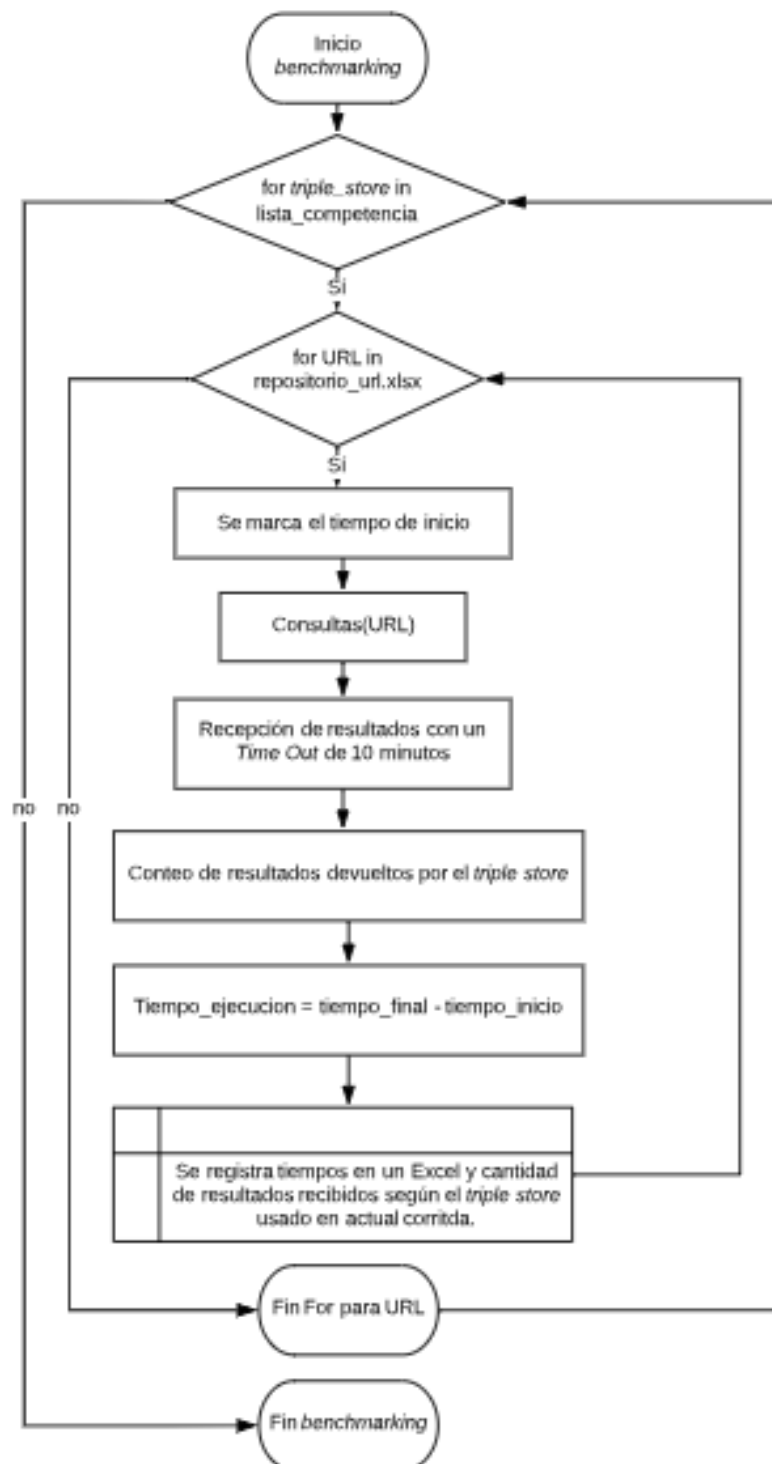 Inicio
benchmarking
for triple_store in
lista_competencia
Si
for URL in
repositorio_url.xlsx
Si
Se marca el tiempo de inicio
Consultas(URL)
Recepción de resultados con un
Time Out de 10 minutos
no
no
Conteo de resultados devueltos por el triple store
Tiempo_ejecucion = tiempo_final - tiempo_inicio
Se registra tiempos en un Excel y cantidad
de resultados recibidos según el triple store
usado en actual corritda.
Fin For para URL
Fin benchmarking